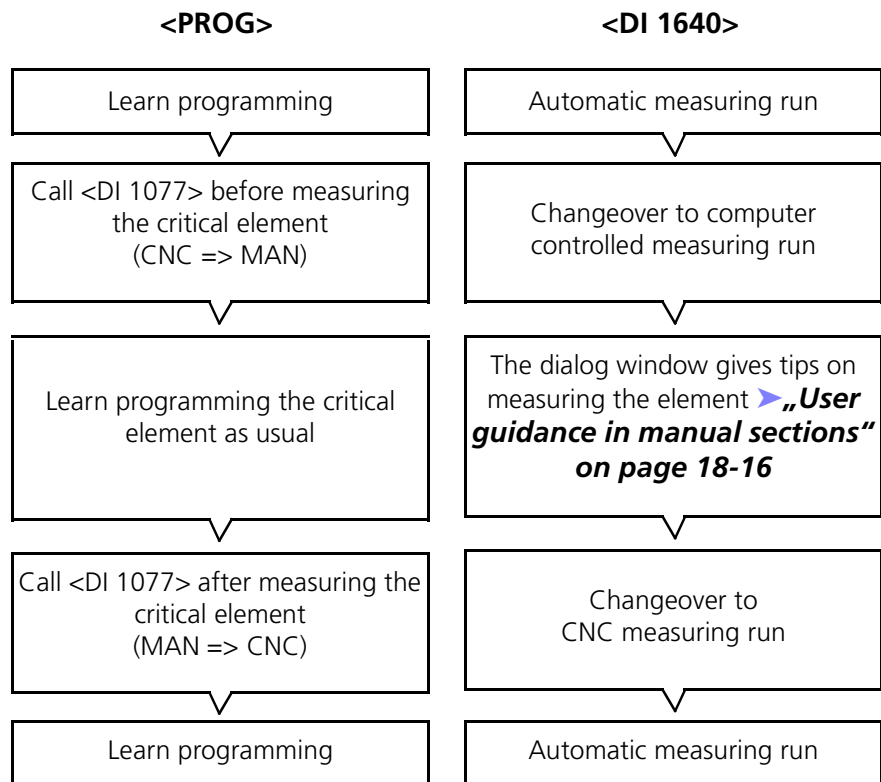 <PROG>
<DI 1640>
Learn programming
Automatic measuring run
Call <DI 1077> before measuring
the critical element
(CNC => MAN)
Changeover to computer
controlled measuring run
Learn programming the critical
element as usual
The dialog window gives tips on
measuring the element ➤ „User
guidance in manual sections“
on page 18-16
Call <DI 1077> after measuring the
critical element
(MAN => CNC)
Changeover to
CNC measuring run
Learn programming
Automatic measuring run